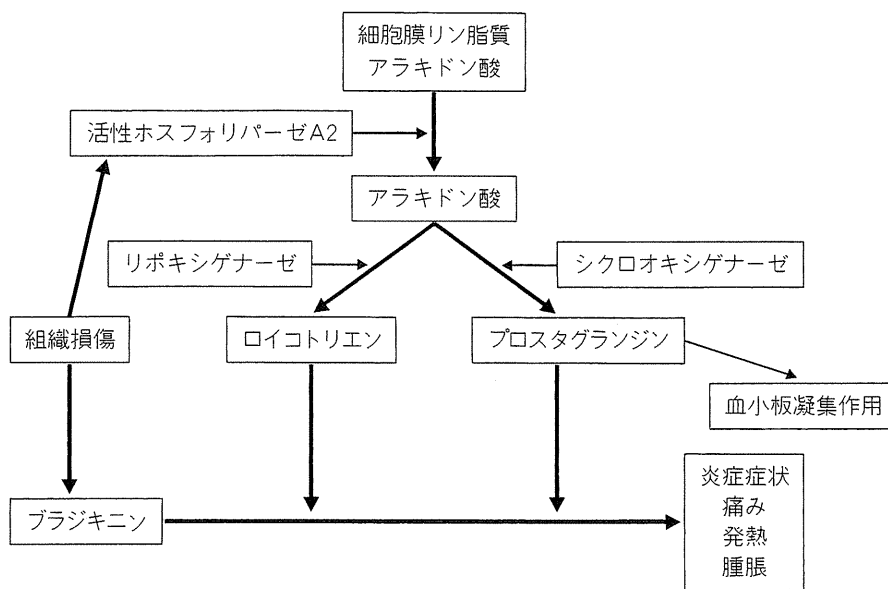 細胞膜リン脂質
アラキドン酸
活性ホスフォリパーゼA2
アラキドン酸
リポキシゲナーゼ
シクロオキシゲナーゼ
組織損傷
ロイコトリエン
プロスタグランジン
血小板凝集作用
ブラジキニン
炎症症状
痛み
発熱
腫脹